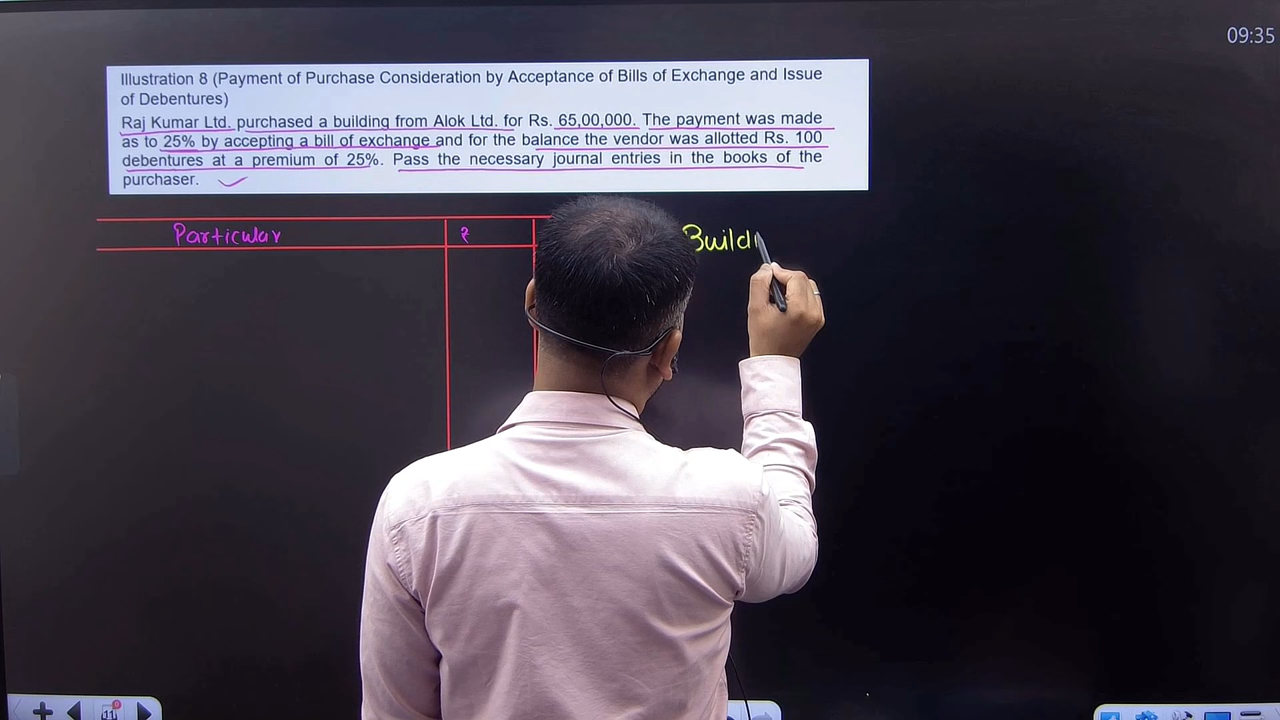 09:35
Illustration 8 (Payment of Purchase Consideration by Acceptance of Bills of Exchange and Issue
of Debentures)
Raj Kumar Ltd. purchased a building from Alok Ltd. for Rs. 65,00,000. The payment was made
as to 25% by accepting a bill of exchange and for the balance the vendor was allotted Rs. 100
debentures at a premium of 25%. Pass the necessary journal entries in the books of the
purchaser.
Particular ₹ Buildi
11